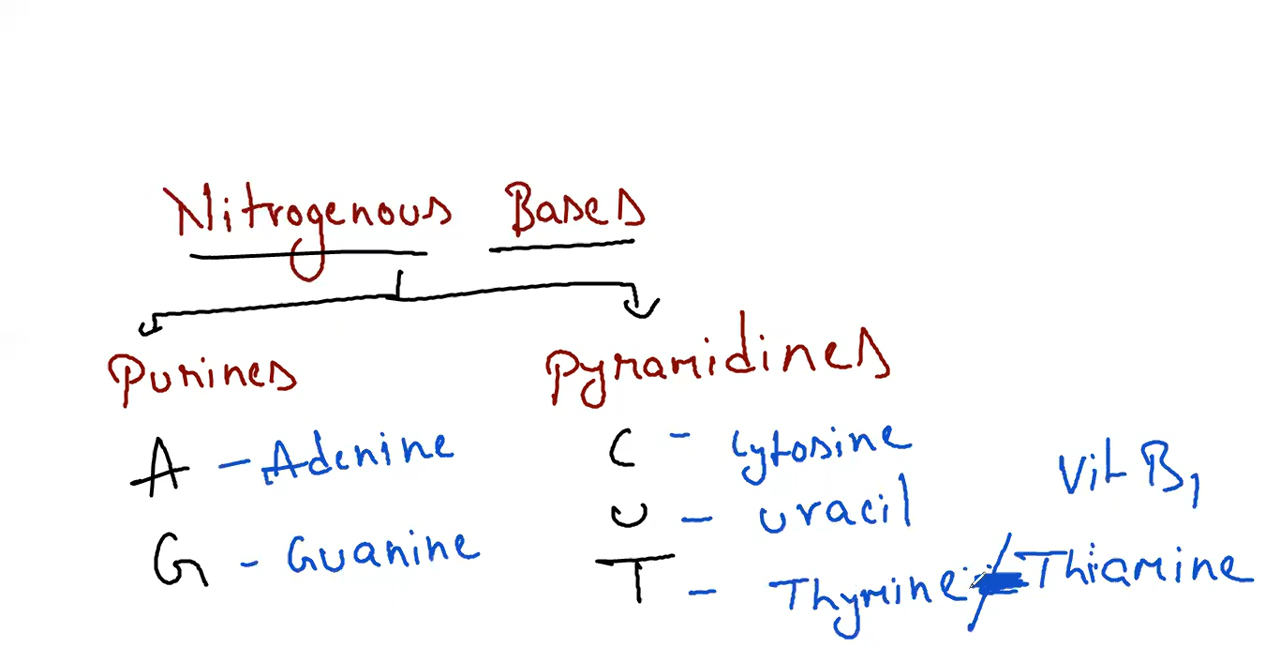 Nitrogenous Bases
Purines Pyramidines
A - Adenine C - Cytosine
Vit B1
U - Uracil
G - Guanine T - Thymine ≠ Thiamine